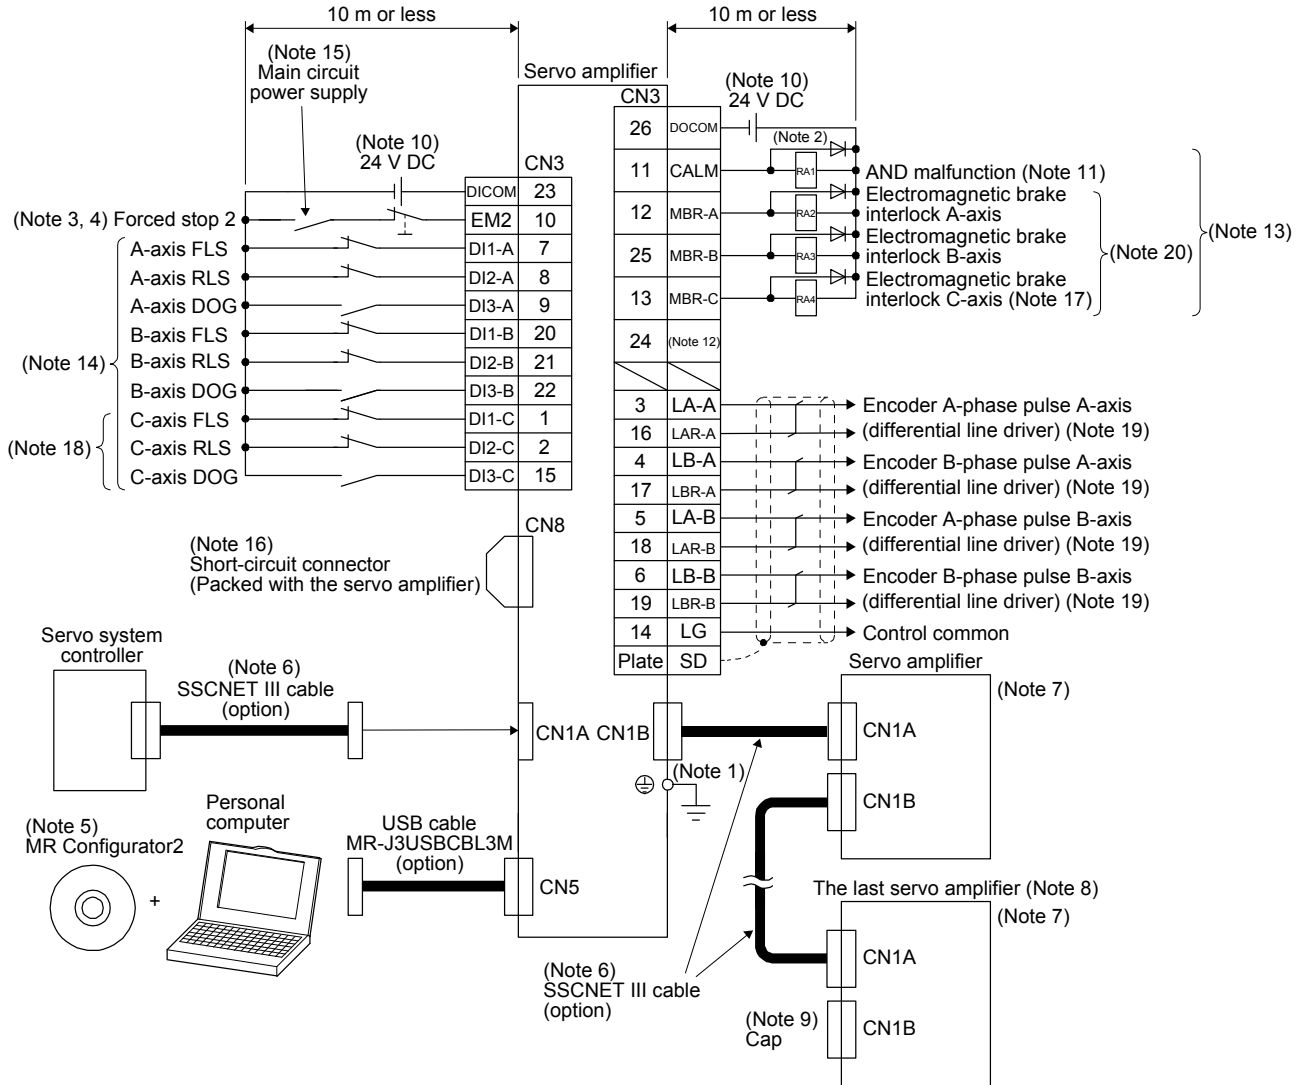 10 m or less
10 m or less
(Note 15)
Main circuit
power supply
Servo amplifier
(Note 10)
24 V DC
CN3
DICOM 23
(Note 3, 4) Forced stop 2 EM2 10
A-axis FLS DI1-A 7
A-axis RLS DI2-A 8
A-axis DOG DI3-A 9
B-axis FLS DI1-B 20
(Note 14) B-axis RLS DI2-B 21
B-axis DOG DI3-B 22
C-axis FLS DI1-C 1
(Note 18) C-axis RLS DI2-C 2
C-axis DOG DI3-C 15
CN3
(Note 10)
24 V DC
26 DOCOM
(Note 2)
11 CALM RA1 AND malfunction (Note 11)
12 MBR-A RA2 Electromagnetic brake
interlock A-axis
25 MBR-B RA3 Electromagnetic brake
interlock B-axis
13 MBR-C RA4 Electromagnetic brake
interlock C-axis (Note 17)
(Note 20)
(Note 13)
24 (Note 12)
3 LA-A Encoder A-phase pulse A-axis
16 LAR-A (differential line driver) (Note 19)
4 LB-A Encoder B-phase pulse A-axis
17 LBR-A (differential line driver) (Note 19)
5 LA-B Encoder A-phase pulse B-axis
18 LAR-B (differential line driver) (Note 19)
6 LB-B Encoder B-phase pulse B-axis
19 LBR-B (differential line driver) (Note 19)
14 LG Control common
Plate SD
CN8
(Note 16)
Short-circuit connector
(Packed with the servo amplifier)
Servo system
controller
(Note 6)
SSCNET III cable
(option)
CN1A CN1B
(Note 1)
Servo amplifier
(Note 7)
CN1A
CN1B
(Note 5)
MR Configurator2
+
Personal
computer
USB cable
MR-J3USBCBL3M
(option)
CN5
The last servo amplifier (Note 8)
(Note 7)
CN1A
(Note 6)
SSCNET III cable
(option)
(Note 9)
Cap
CN1B